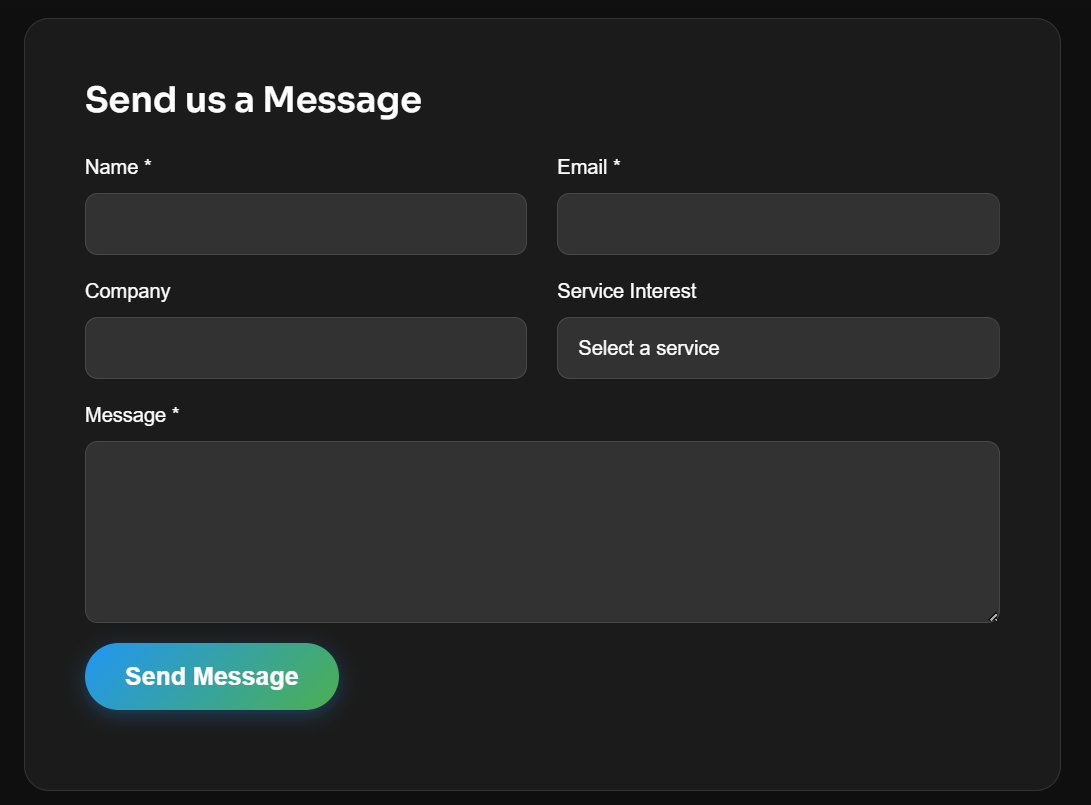 Send us a Message
Name *
Email *
Company
Service Interest
Select a service
Message *
Send Message